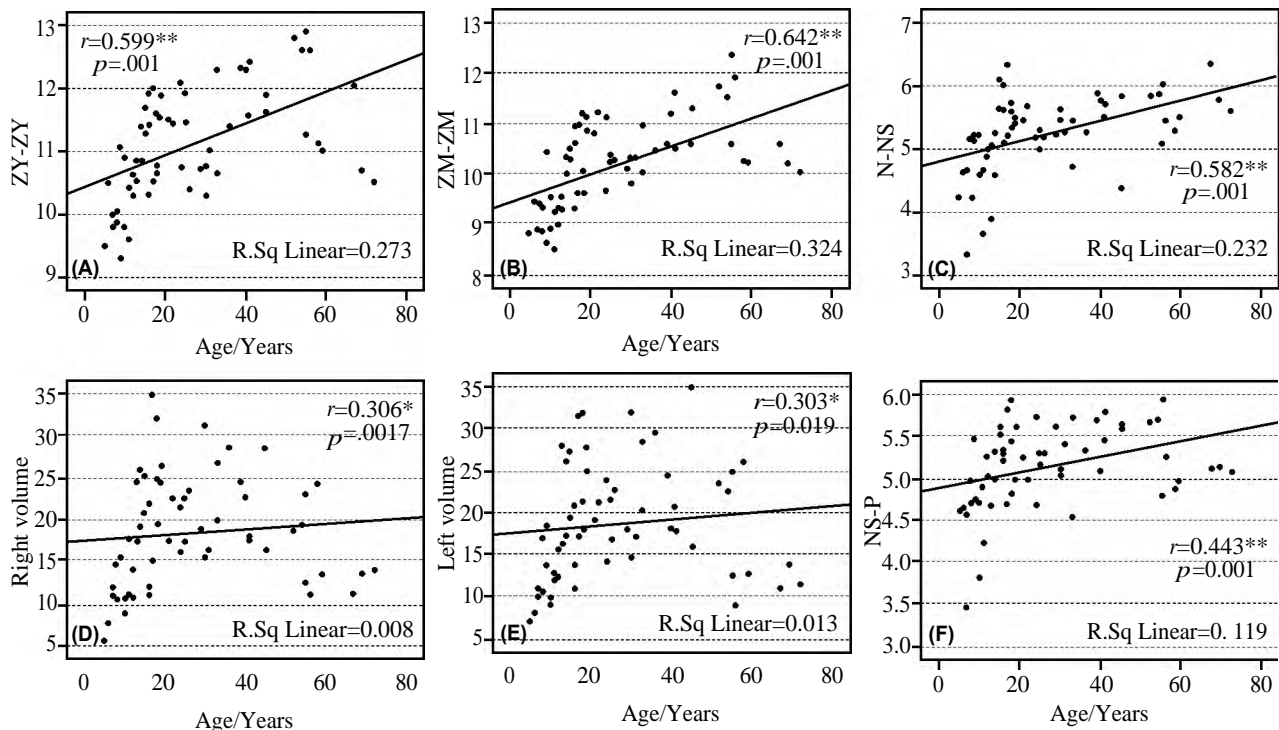 13
12
11
10
9
ZY-ZY
r=0.599**
p=.001
R.Sq Linear=0.273
(A)
0 20 40 60 80
Age/Years
13
12
11
10
9
8
ZM-ZM
r=0.642**
p=.001
R.Sq Linear=0.324
(B)
0 20 40 60 80
Age/Years
7
6
5
4
3
N-NS
r=0.582**
p=.001
R.Sq Linear=0.232
(C)
0 20 40 60 80
Age/Years
35
30
25
20
15
10
5
Right volume
r=0.306*
p=.0017
R.Sq Linear=0.008
(D)
0 20 40 60 80
Age/Years
35
30
25
20
15
10
5
Left volume
r=0.303*
p=0.019
R.Sq Linear=0.013
(E)
0 20 40 60 80
Age/Years
6.0
5.5
5.0
4.5
4.0
3.5
3.0
NS-P
r=0.443**
p=0.001
R.Sq Linear=0. 119
(F)
0 20 40 60 80
Age/Years